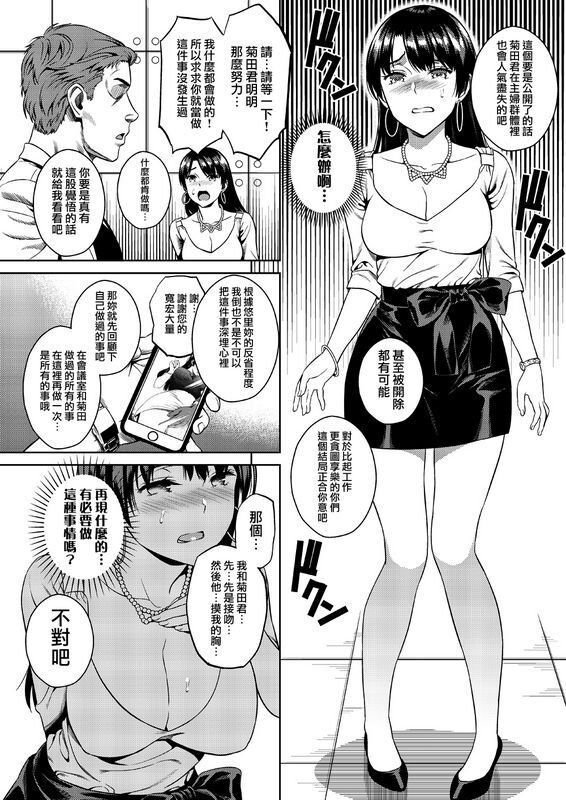 這個要是公開了的話
菊田君在主婦群體裡
也會人氣盡失的吧
ドクン
怎麼辦啊…
甚至被開除
都有可能
對於比起工作
更貪圖享樂的你們
這個結局正合你意吧
ドクン
ドクン
請…請等一下！
菊田君明明
那麼努力…
我什麼都會做的！
所以求求你就當做
這件事沒發生過
什麼都肯做嗎…
你要是真有
這股覺悟的話
就給我看看吧
根據悠里妳的反省程度
我倒也不是不可以
把這件事深埋心裡
謝…
謝謝您的
寬宏大量
那妳就先回顧下
自己做過的事吧
在會議室和菊田
做過的所有的事
在這裡再做一次…
是所有的事哦
那個…
我和菊田君
先…先是接吻…
然後他…摸我的胸…
再現什麼的…
有必要做
這種事情嗎？
不對吧